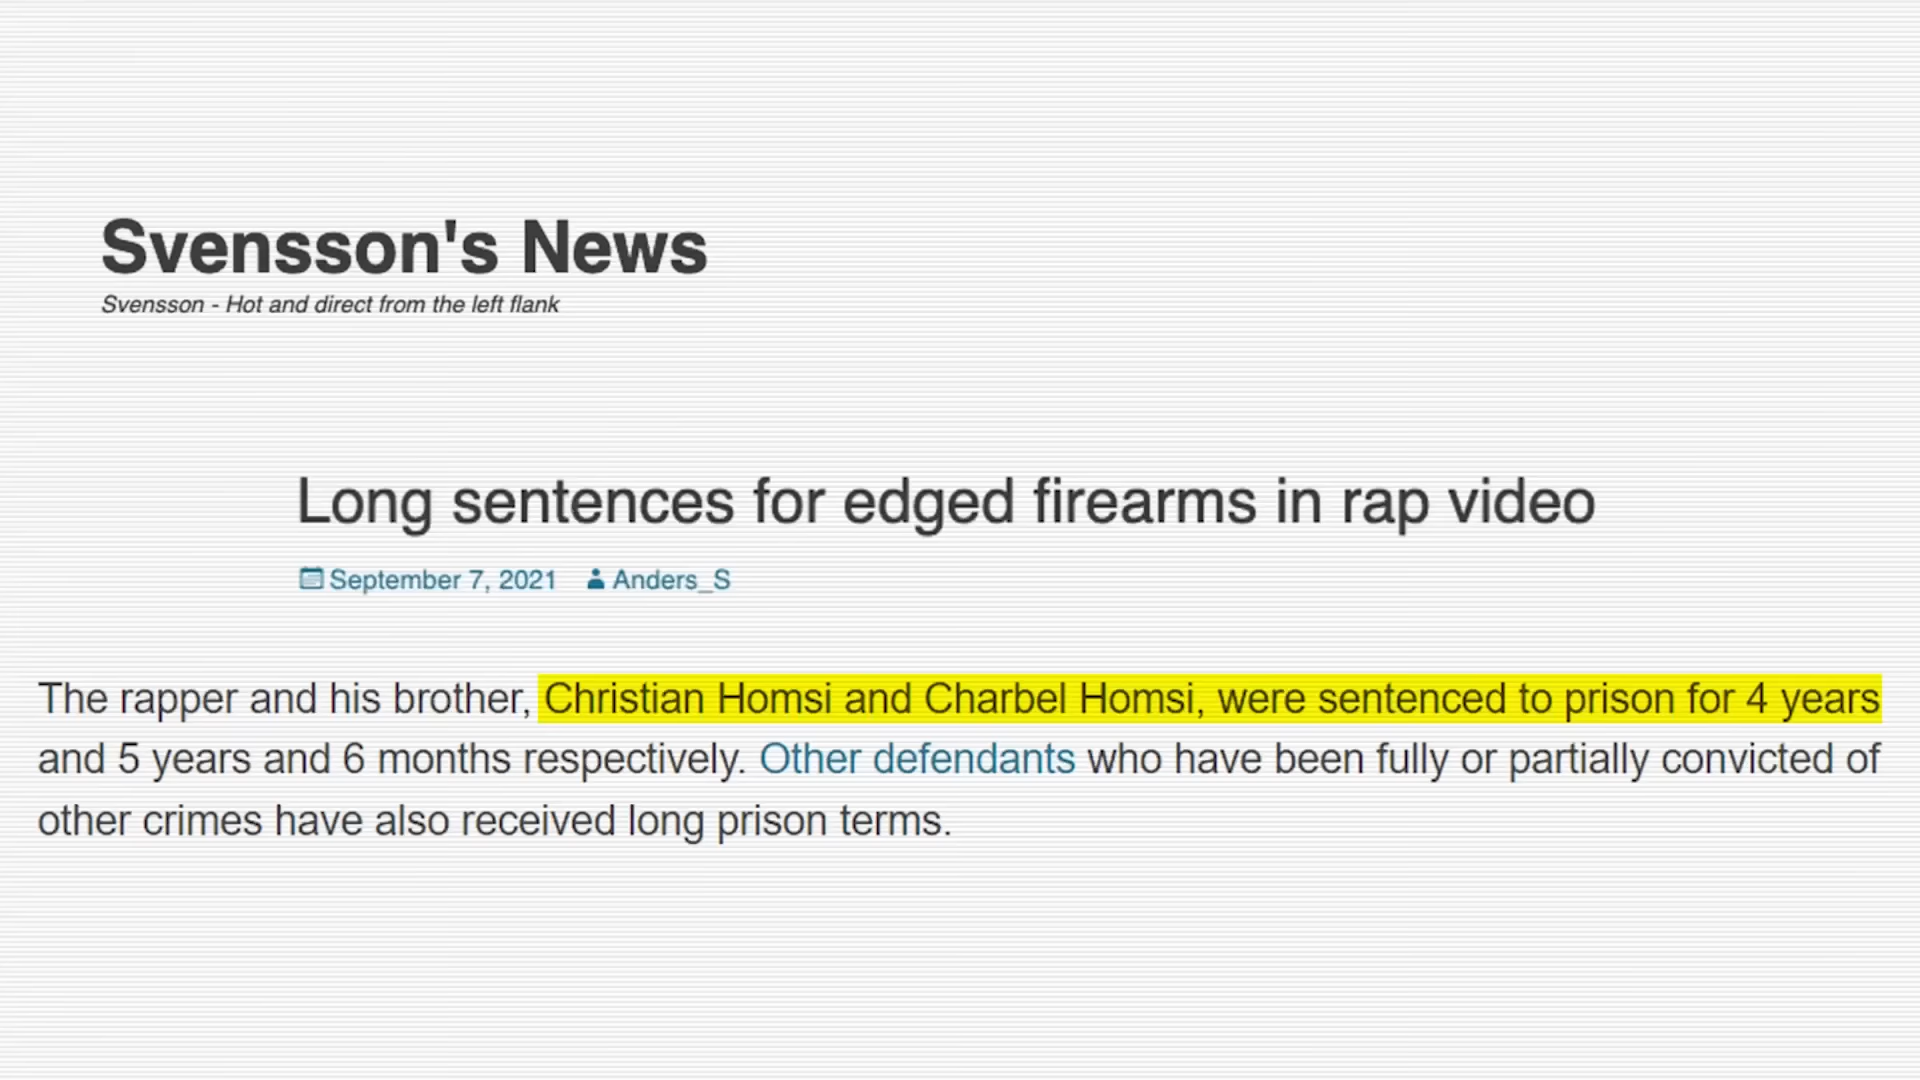 Svensson's News
Svensson - Hot and direct from the left flank
Long sentences for edged firearms in rap video
September 7, 2021 Anders_S
The rapper and his brother, Christian Homsi and Charbel Homsi, were sentenced to prison for 4 years
and 5 years and 6 months respectively. Other defendants who have been fully or partially convicted of
other crimes have also received long prison terms.